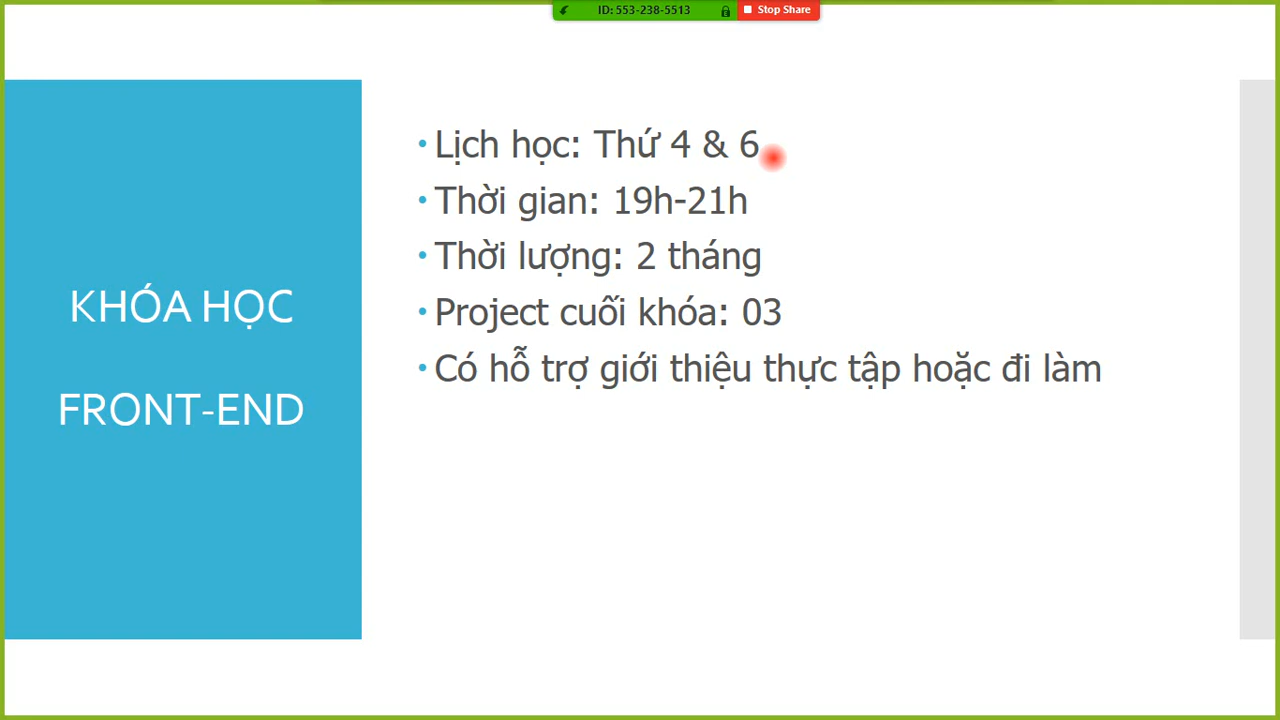 ID: 553-238-5513
Stop Share
KHÓA HỌC
FRONT-END
• Lịch học: Thứ 4 & 6
• Thời gian: 19h-21h
• Thời lượng: 2 tháng
• Project cuối khóa: 03
• Có hỗ trợ giới thiệu thực tập hoặc đi làm